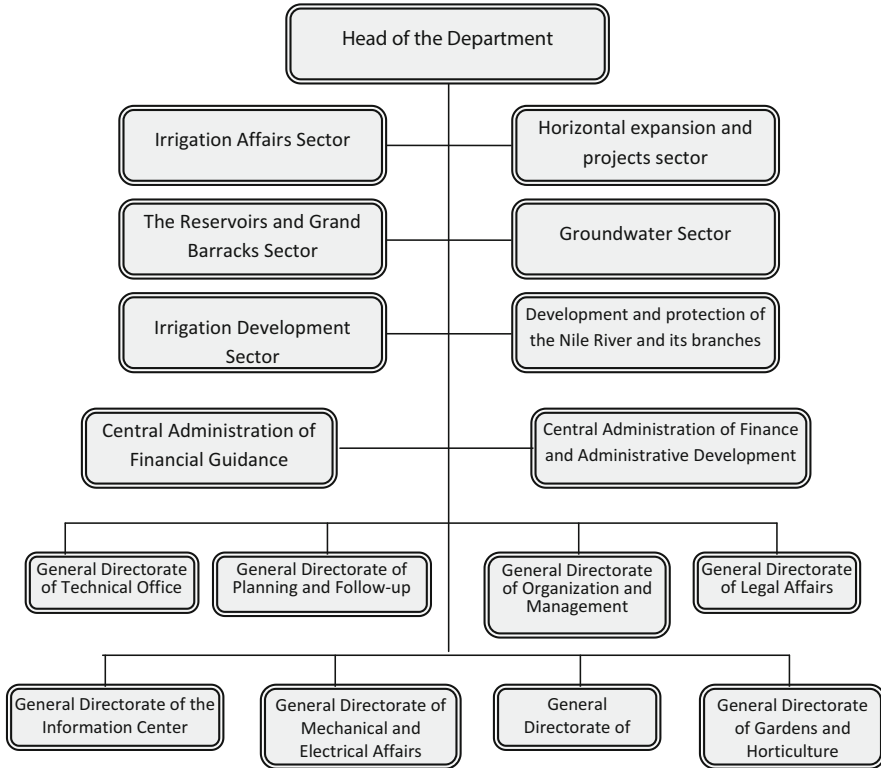 Head of the Department
Irrigation Affairs Sector
Horizontal expansion and
projects sector
The Reservoirs and Grand
Barracks Sector
Groundwater Sector
Irrigation Development
Sector
Development and protection of
the Nile River and its branches
Central Administration of
Financial Guidance
Central Administration of Finance
and Administrative Development
General Directorate
of Technical Office
General Directorate of
Planning and Follow-up
General Directorate
of Organization and
Management
General Directorate
of Legal Affairs
General Directorate of the
Information Center
General Directorate of
Mechanical and
Electrical Affairs
General
Directorate of
General Directorate
of Gardens and
Horticulture